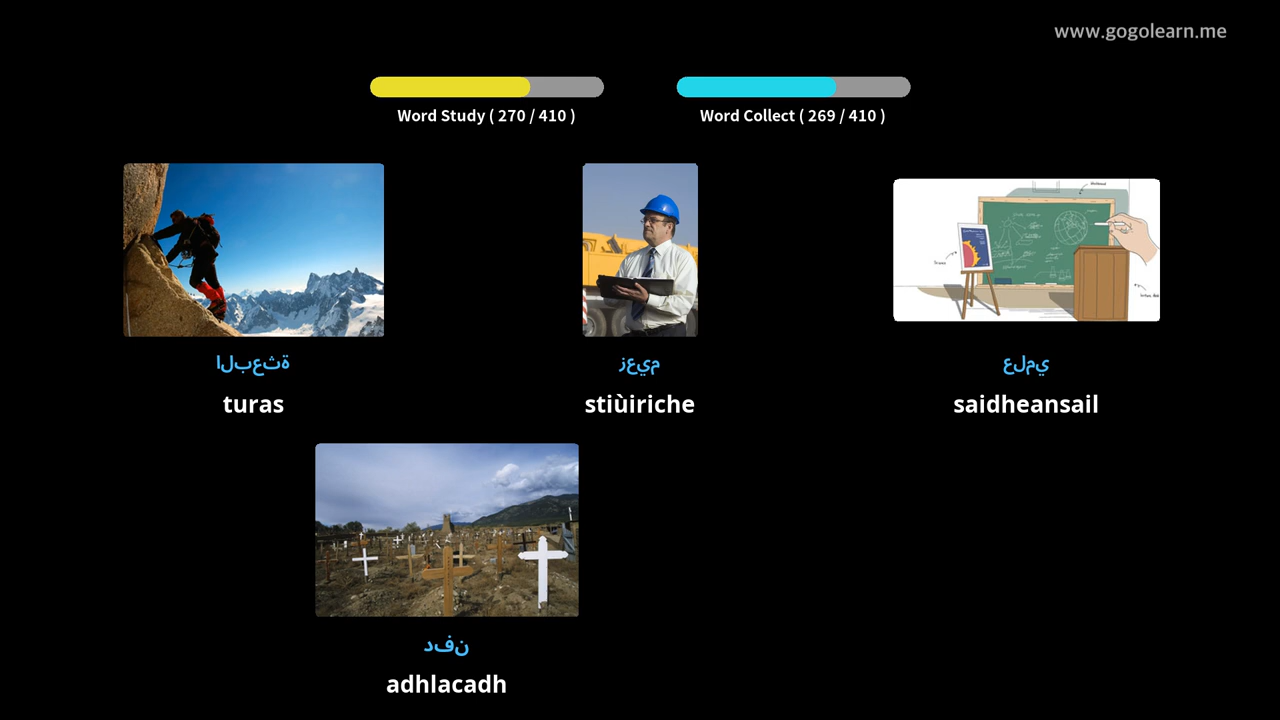 www.gogolearn.me
Word Study ( 270 / 410 )
Word Collect ( 269 / 410 )
البعثة
زعيم
علمي
turas
stiùiriche
saidheansail
دفن
adhlacadh